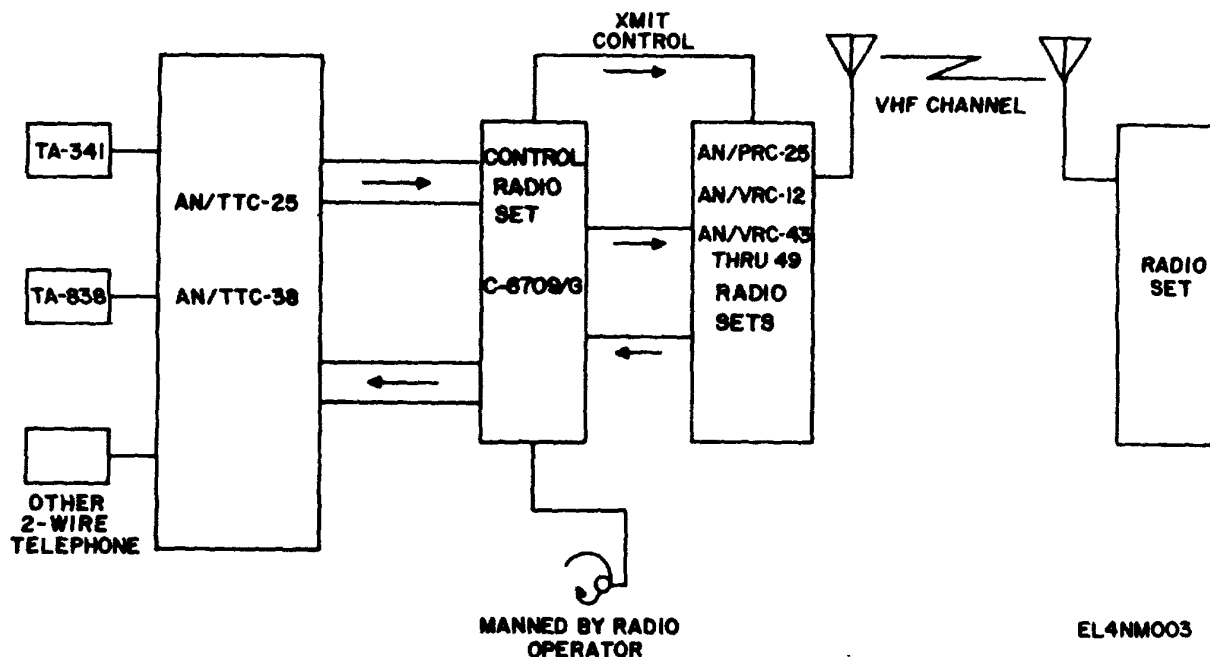 XMIT
CONTROL
VHF CHANNEL
TA-341
TA-838
OTHER
2-WIRE
TELEPHONE
AN/TTC-25
AN/TTC-38
CONTROL
RADIO
SET
C-6709/G
AN/PRC-25
AN/VRC-12
AN/VRC-43
THRU 49
RADIO
SETS
RADIO
SET
MANNED BY RADIO
OPERATOR
EL4NM003